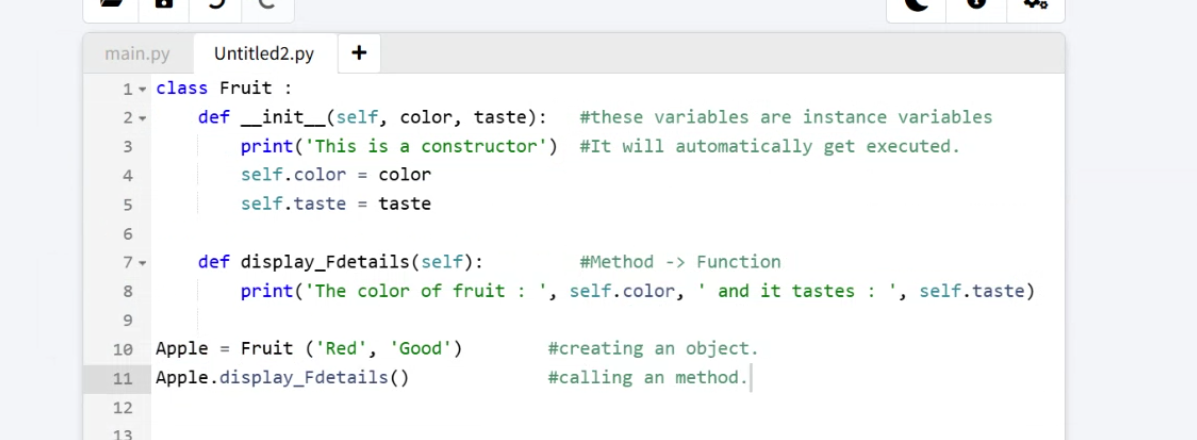 main.py Untitled2.py +
1 class Fruit :
2 def __init__(self, color, taste): #these variables are instance variables
3 print('This is a constructor') #It will automatically get executed.
4 self.color = color
5 self.taste = taste
6
7 def display_Fdetails(self): #Method -> Function
8 print('The color of fruit : ', self.color, ' and it tastes : ', self.taste)
9
10 Apple = Fruit ('Red', 'Good') #creating an object.
11 Apple.display_Fdetails() #calling an method.
12
13